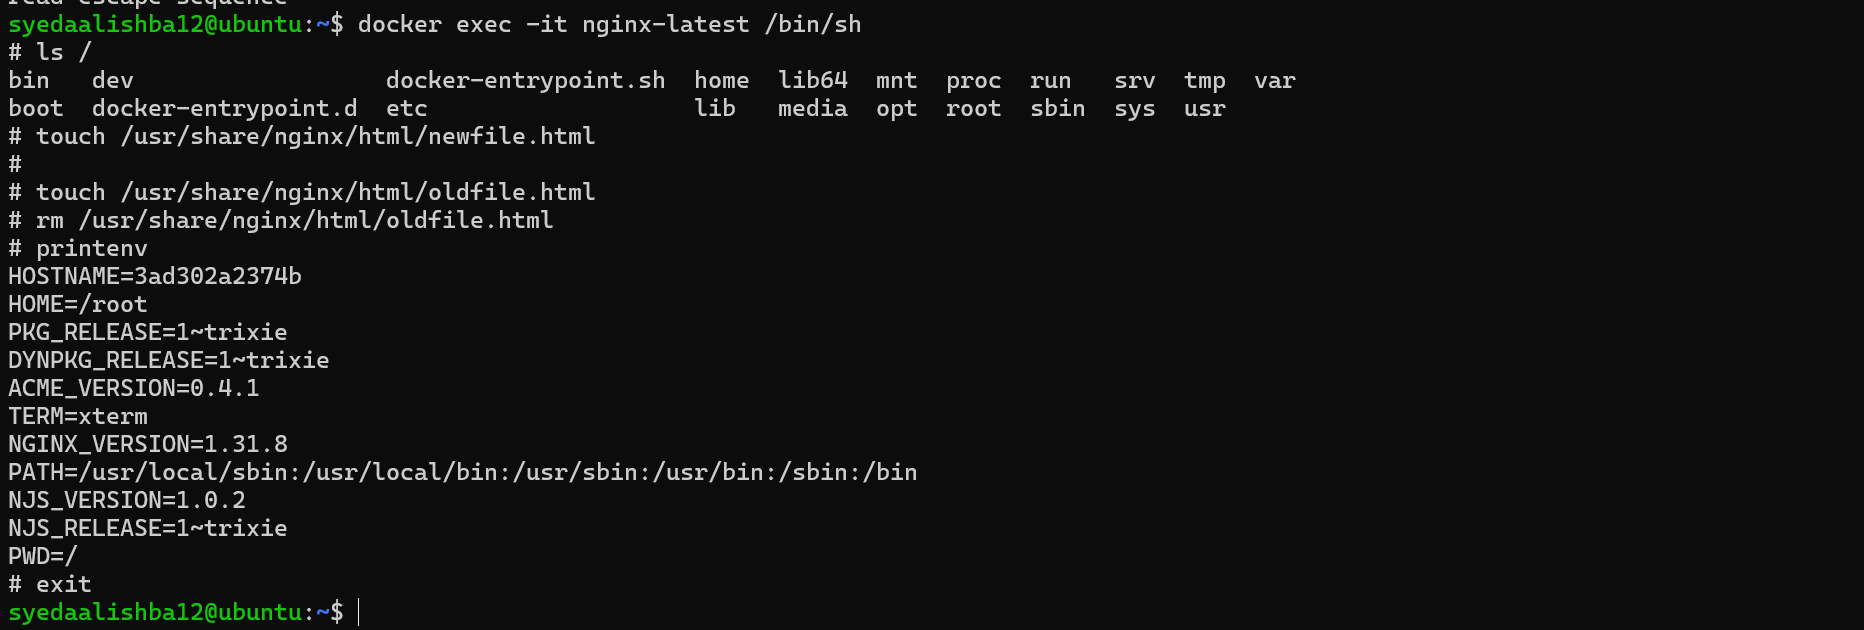 read escape sequence
syedaalishba12@ubuntu:~$ docker exec -it nginx-latest /bin/sh
# ls /
bin   dev                  docker-entrypoint.sh  home  lib64  mnt  proc  run   srv  tmp  var
boot  docker-entrypoint.d  etc                   lib   media  opt  root  sbin  sys  usr
# touch /usr/share/nginx/html/newfile.html
#
# touch /usr/share/nginx/html/oldfile.html
# rm /usr/share/nginx/html/oldfile.html
# printenv
HOSTNAME=3ad302a2374b
HOME=/root
PKG_RELEASE=1~trixie
DYNPKG_RELEASE=1~trixie
ACME_VERSION=0.4.1
TERM=xterm
NGINX_VERSION=1.31.8
PATH=/usr/local/sbin:/usr/local/bin:/usr/sbin:/usr/bin:/sbin:/bin
NJS_VERSION=1.0.2
NJS_RELEASE=1~trixie
PWD=/
# exit
syedaalishba12@ubuntu:~$